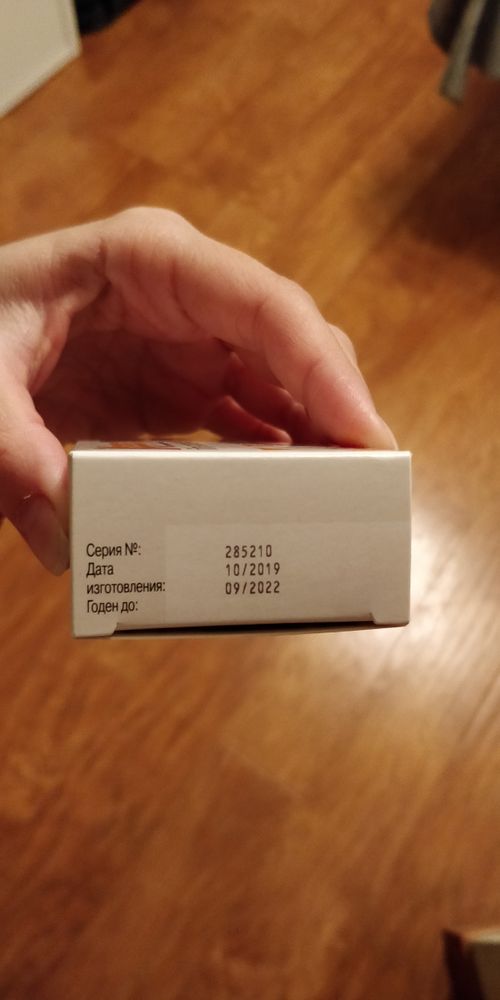 Серия №: 285210
Дата 10/2019
изготовления: 09/2022
Годен до: